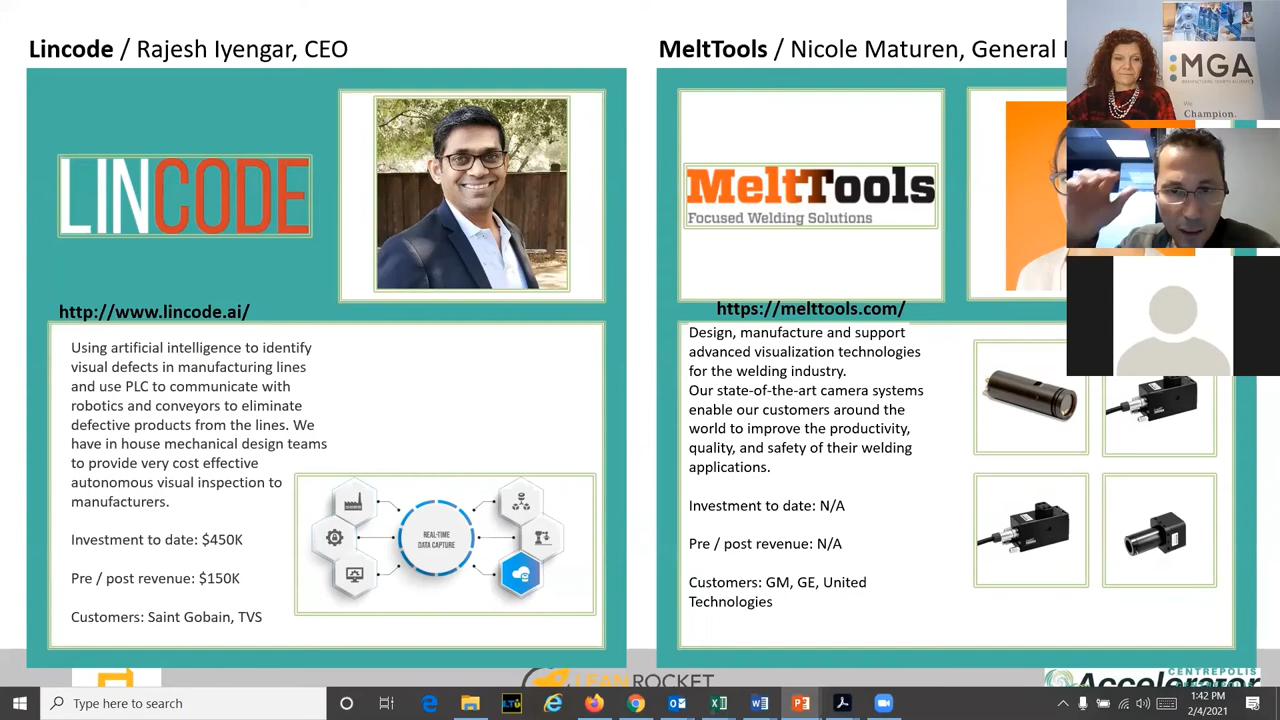 Lincode / Rajesh Iyengar, CEO
LINCODE
http://www.lincode.ai/
Using artificial intelligence to identify
visual defects in manufacturing lines
and use PLC to communicate with
robotics and conveyors to eliminate
defective products from the lines. We
have in house mechanical design teams
to provide very cost effective
autonomous visual inspection to
manufacturers.
Investment to date: $450K
Pre / post revenue: $150K
Customers: Saint Gobain, TVS
REAL-TIME
DATA CAPTURE
MeltTools / Nicole Maturen, General
MeltTools
Focused Welding Solutions
https://melttools.com/
Design, manufacture and support
advanced visualization technologies
for the welding industry.
Our state-of-the-art camera systems
enable our customers around the
world to improve the productivity,
quality, and safety of their welding
applications.
Investment to date: N/A
Pre / post revenue: N/A
Customers: GM, GE, United
Technologies
MGA
MANUFACTURING GROWTH ALLIANCE
We
Champion.
LEANROCKET
CENTREPOLIS
Accelerator
Type here to search
1:42 PM
2/4/2021